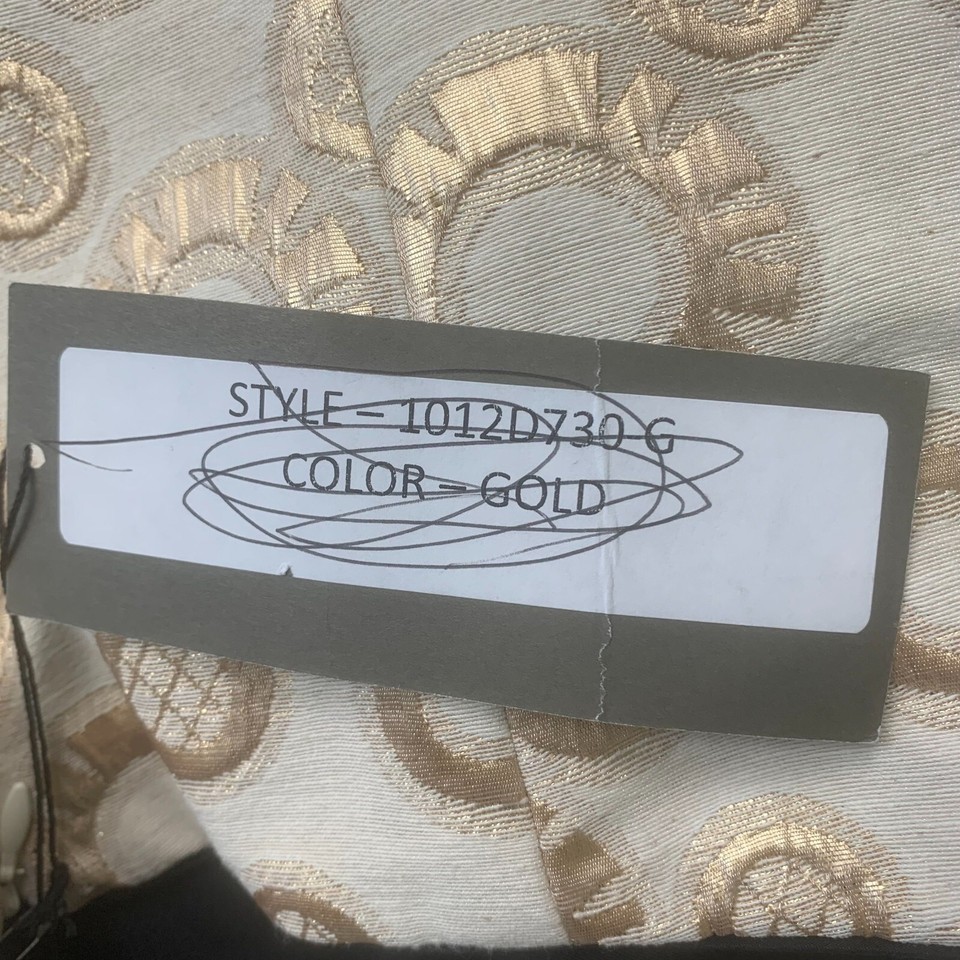 STYLE – 1012D730-G
COLOR – GOLD